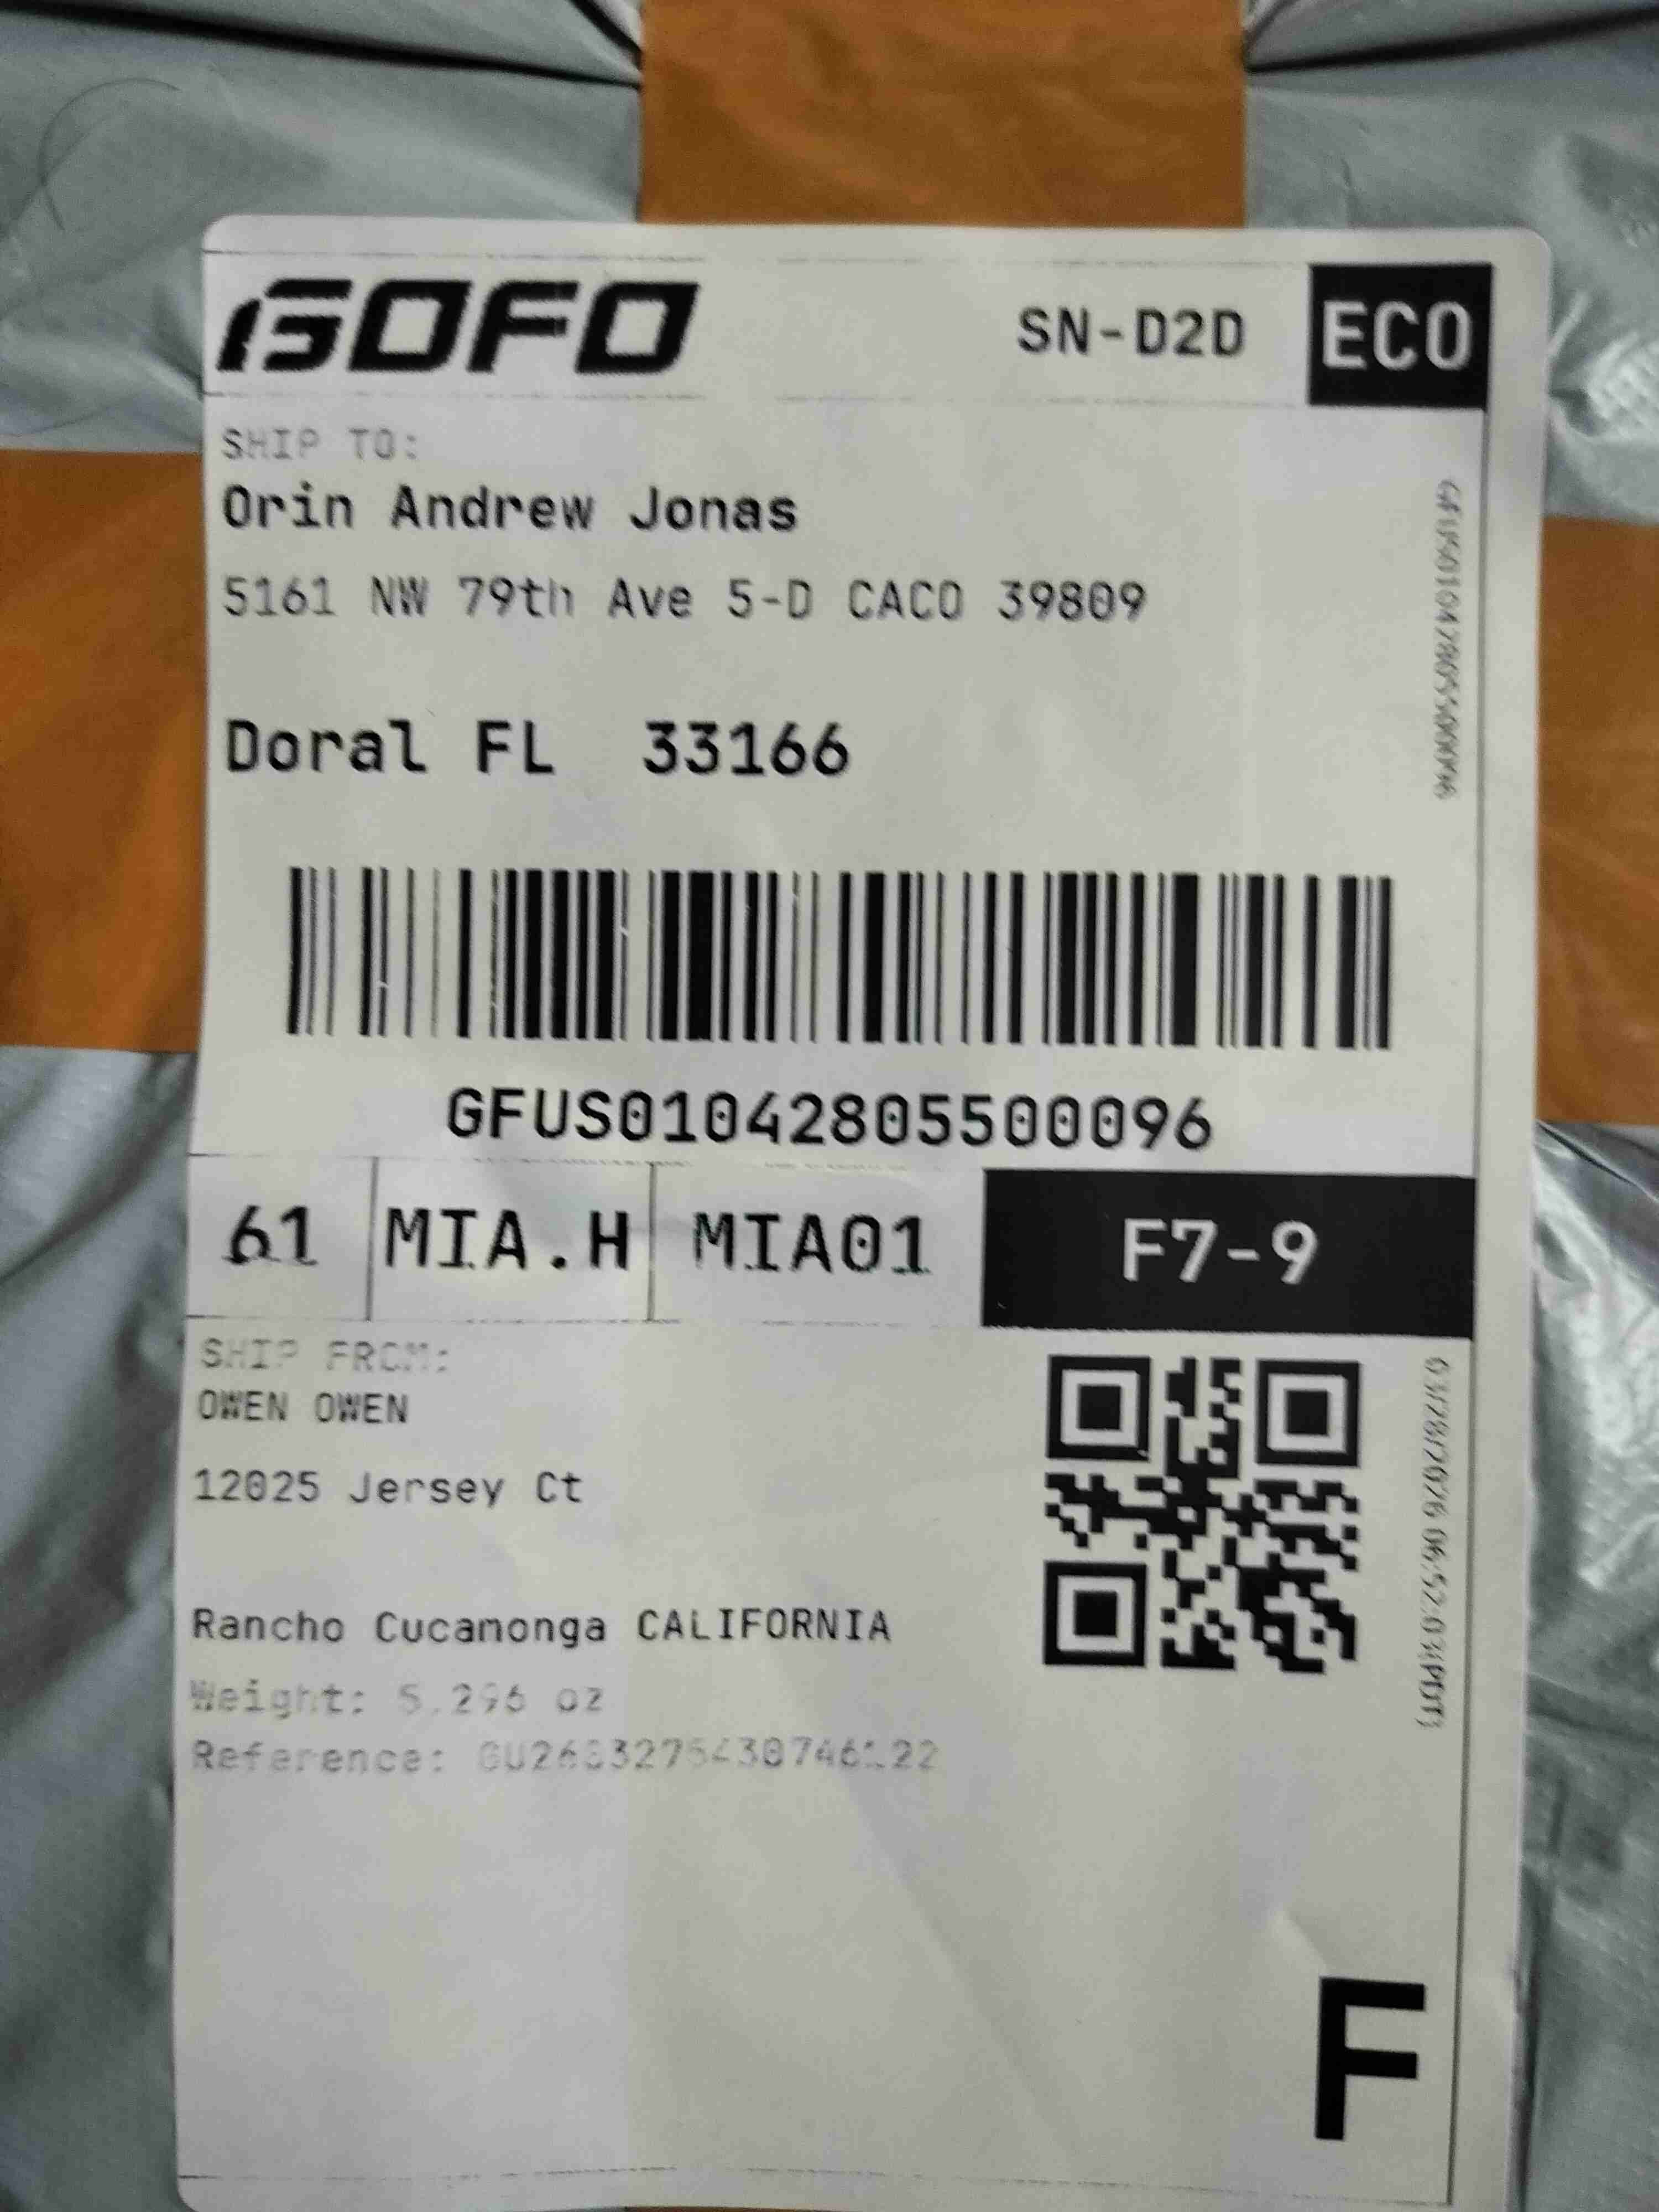 GOFO
SN-D2D
ECO
SHIP TO:
Orin Andrew Jonas
5161 NW 79th Ave 5-D CACO 39809
Doral FL 33166
GFUS01042805500096
GFUS01042805500096
61
MIA.H
MIA01
F7-9
SHIP FROM:
OWEN OWEN
12025 Jersey Ct
Rancho Cucamonga CALIFORNIA
Weight: 5.296 oz
Reference:
F